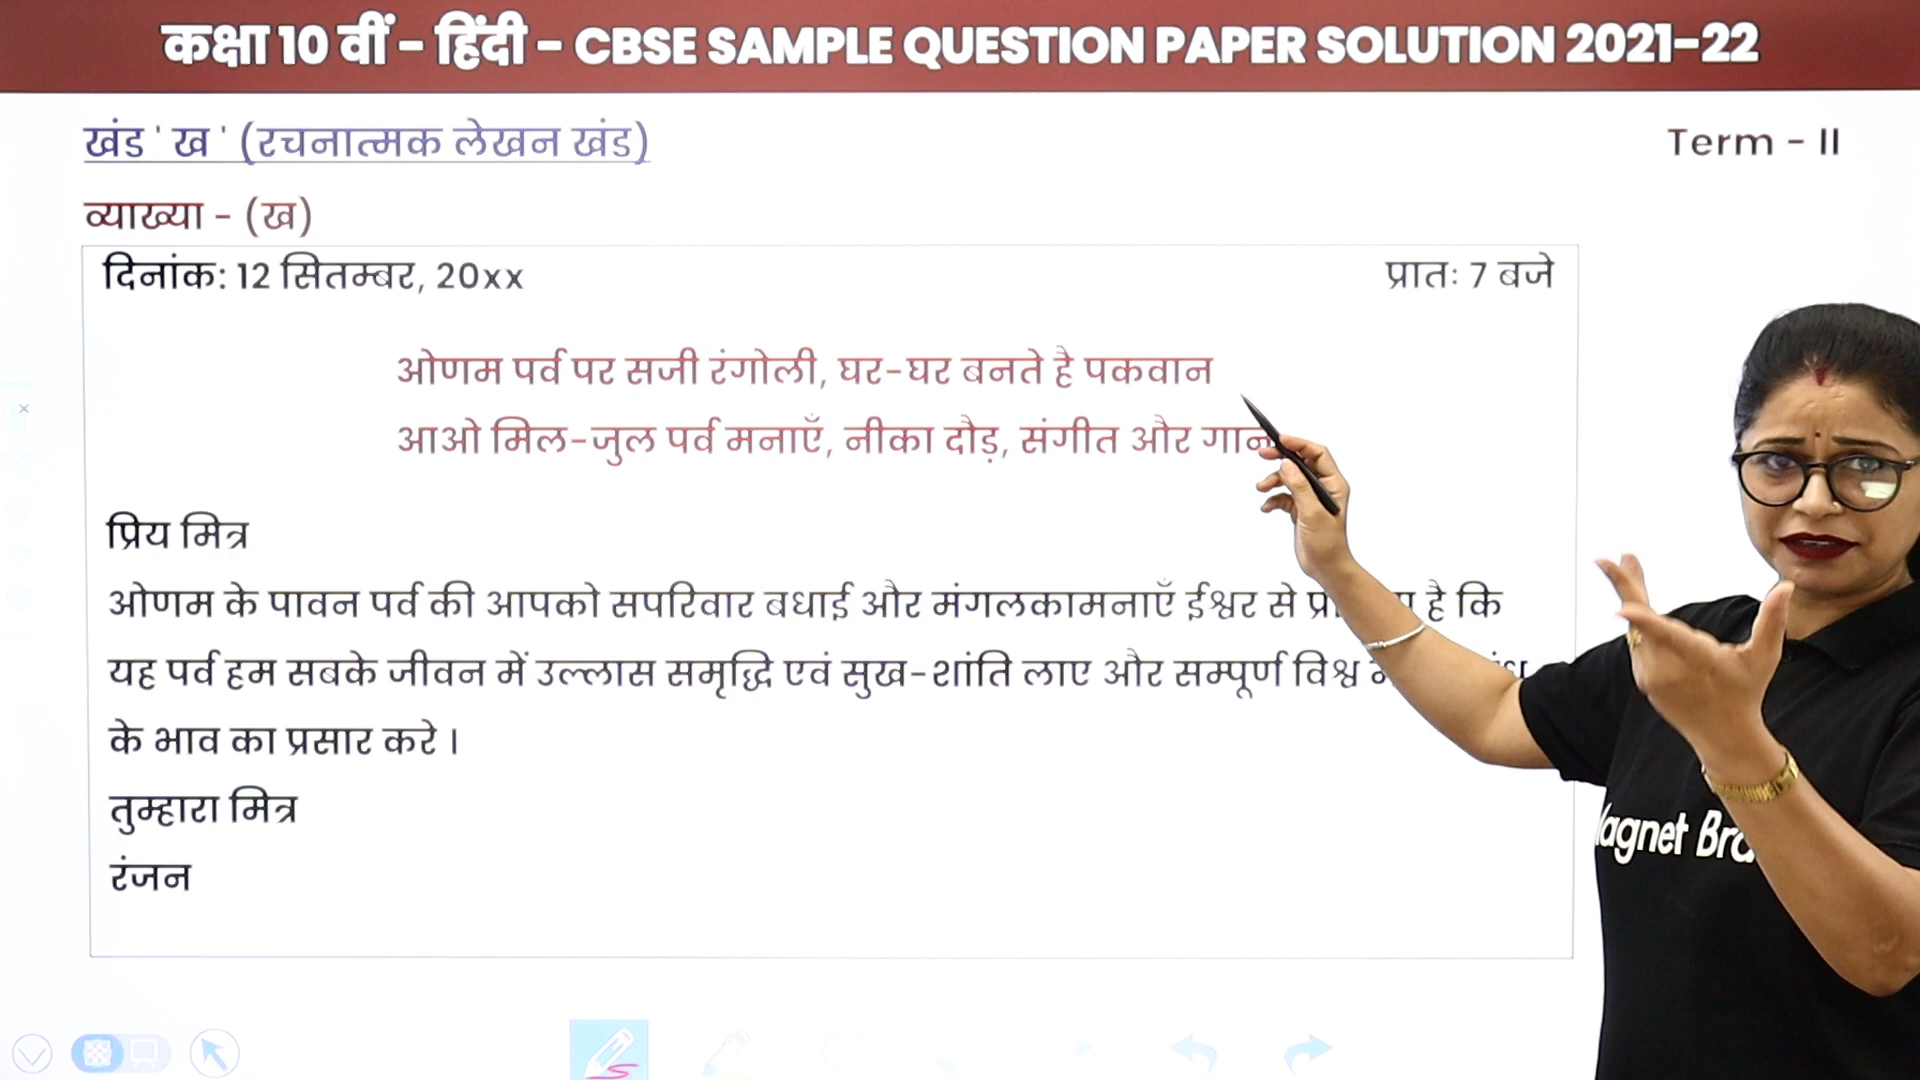 कक्षा 10 वीं - हिंदी - CBSE SAMPLE QUESTION PAPER SOLUTION 2021-22
खंड ' ख ' (रचनात्मक लेखन खंड)
Term - II
व्याख्या - (ख)
दिनांक: 12 सितम्बर, 20xx
प्रातः 7 बजे
ओणम पर्व पर सजी रंगोली, घर-घर बनते है पकवान
आओ मिल-जुल पर्व मनाएँ, नौका दौड़, संगीत और गान
प्रिय मित्र
ओणम के पावन पर्व की आपको सपरिवार बधाई और मंगलकामनाएँ ईश्वर से है कि
यह पर्व हम सबके जीवन में उल्लास समृद्धि एवं सुख-शांति लाए और सम्पूर्ण विश्व
के भाव का प्रसार करे ।
तुम्हारा मित्र
रंजन